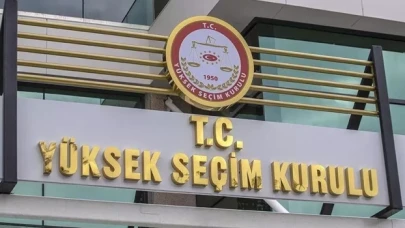 T.C.
YÜKSEK SEÇİM KURULU
1950
T.C.
YÜKSEK SEÇİM KURULU